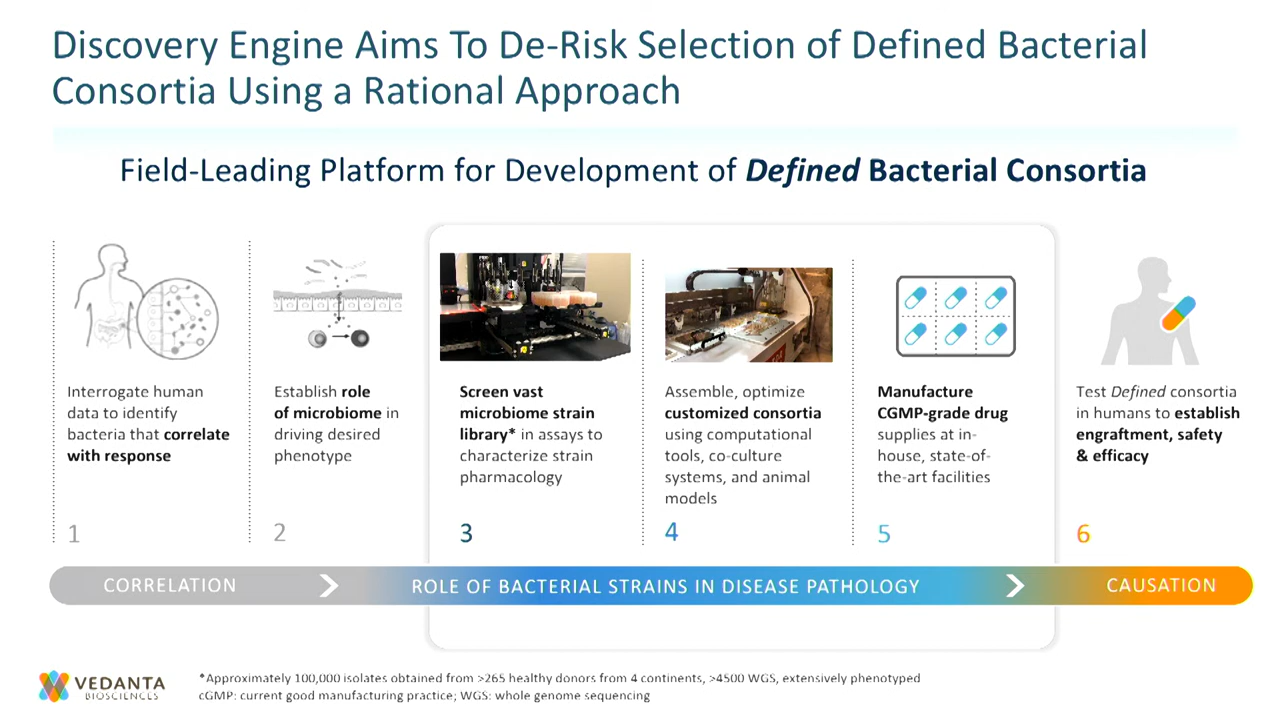 Discovery Engine Aims To De-Risk Selection of Defined Bacterial
Consortia Using a Rational Approach
Field-Leading Platform for Development of Defined Bacterial Consortia
Interrogate human
data to identify
bacteria that correlate
with response
1
Establish role
of microbiome in
driving desired
phenotype
2
Screen vast
microbiome strain
library* in assays to
characterize strain
pharmacology
3
Assemble, optimize
customized consortia
using computational
tools, co-culture
systems, and animal
models
4
Manufacture
CGMP-grade drug
supplies at in-
house, state-of-
the-art facilities
5
Test Defined consortia
in humans to establish
engraftment, safety
& efficacy
6
CORRELATION
ROLE OF BACTERIAL STRAINS IN DISEASE PATHOLOGY
CAUSATION
VEDANTA
BIOSCIENCES
*Approximately 100,000 isolates obtained from >265 healthy donors from 4 continents, >4500 WGS, extensively phenotyped
cGMP: current good manufacturing practice; WGS: whole genome sequencing